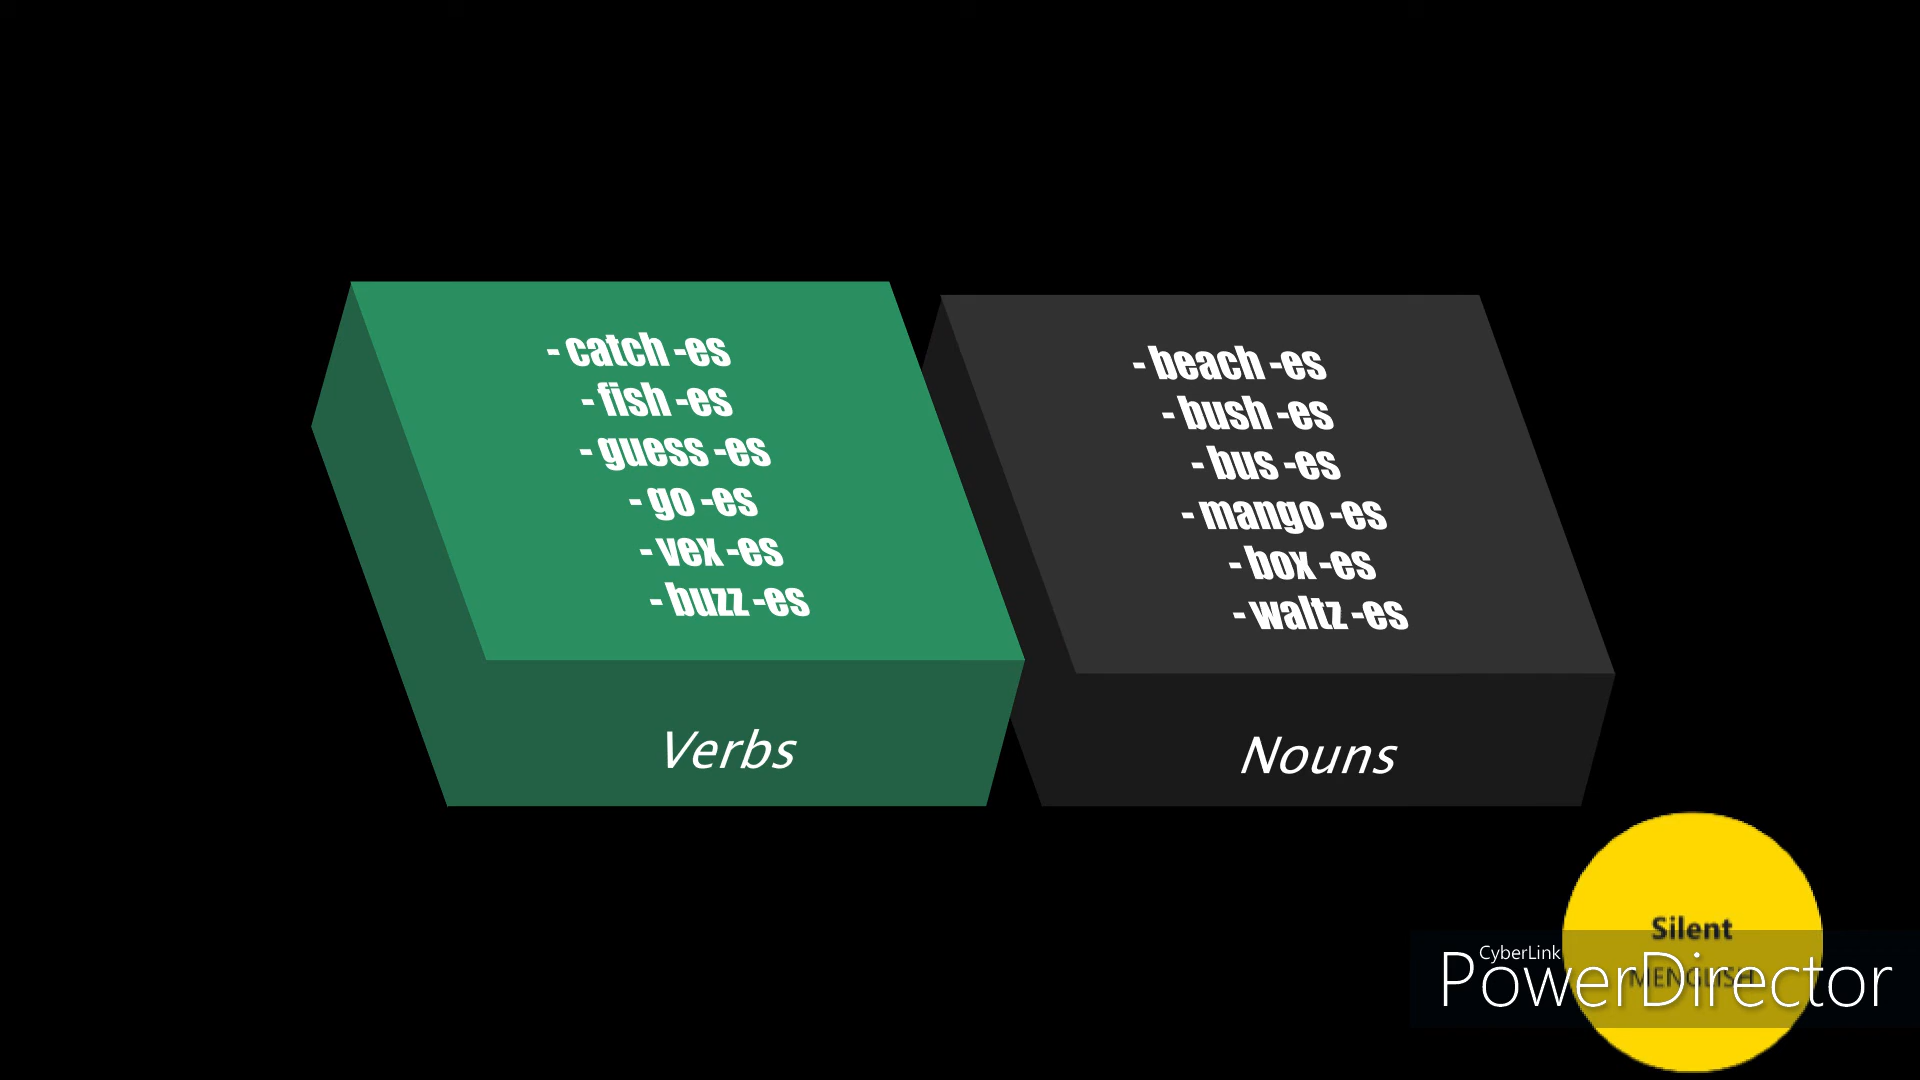 - catch -es
- fish -es
- guess -es
- go -es
- vex -es
- buzz -es
Verbs
- beach -es
- bush -es
- bus -es
- mango -es
- box -es
- waltz -es
Nouns
Silent
MENGLISH
CyberLink
PowerDirector